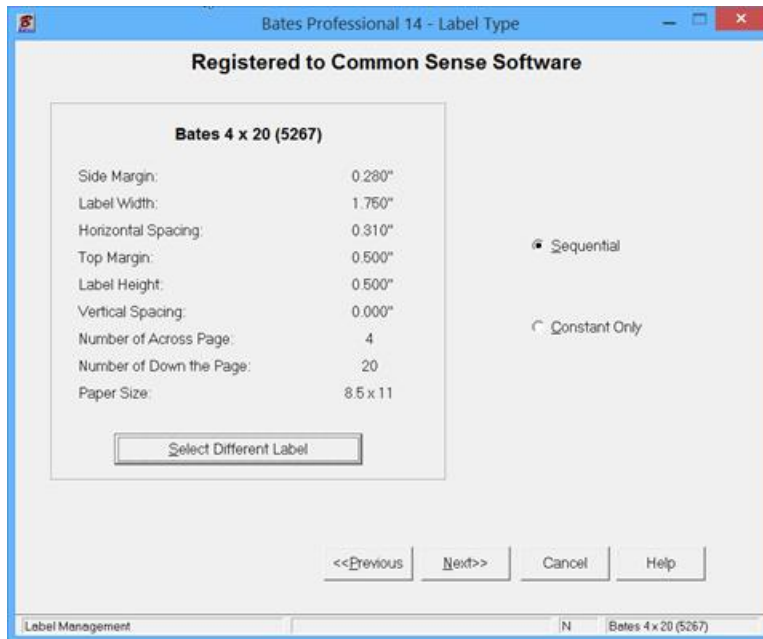 Bates Professional 14 - Label Type
Registered to Common Sense Software
Bates 4 x 20 (5267)
Side Margin: 0.280"
Label Width: 1.750"
Horizontal Spacing: 0.310"
Top Margin: 0.500"
Label Height: 0.500"
Vertical Spacing: 0.000"
Number of Across Page: 4
Number of Down the Page: 20
Paper Size: 8.5 x 11
Select Different Label
Sequential
Constant Only
<<Previous Next>> Cancel Help
Label Management N Bates 4 x 20 (5267)